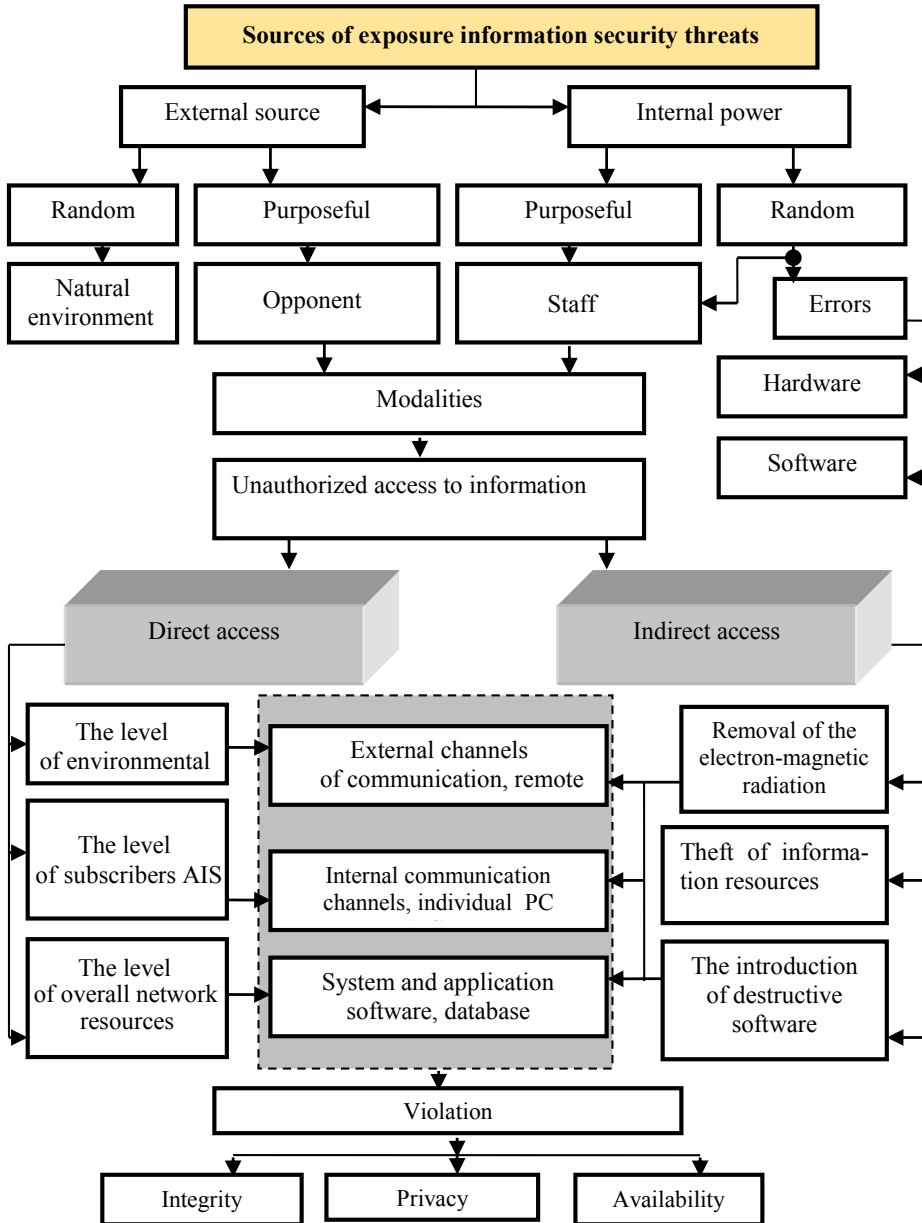 Sources of exposure information security threats
External source
Internal power
Random
Purposeful
Purposeful
Random
Natural
environment
Opponent
Staff
Errors
Hardware
Software
Modalities
Unauthorized access to information
Direct access
Indirect access
The level
of environmental
External channels
of communication, remote
Removal of the
electron-magnetic
radiation
The level
of subscribers AIS
Internal communication
channels, individual PC
Theft of informa-
tion resources
The level
of overall network
resources
System and application
software, database
The introduction
of destructive
software
Violation
Integrity
Privacy
Availability